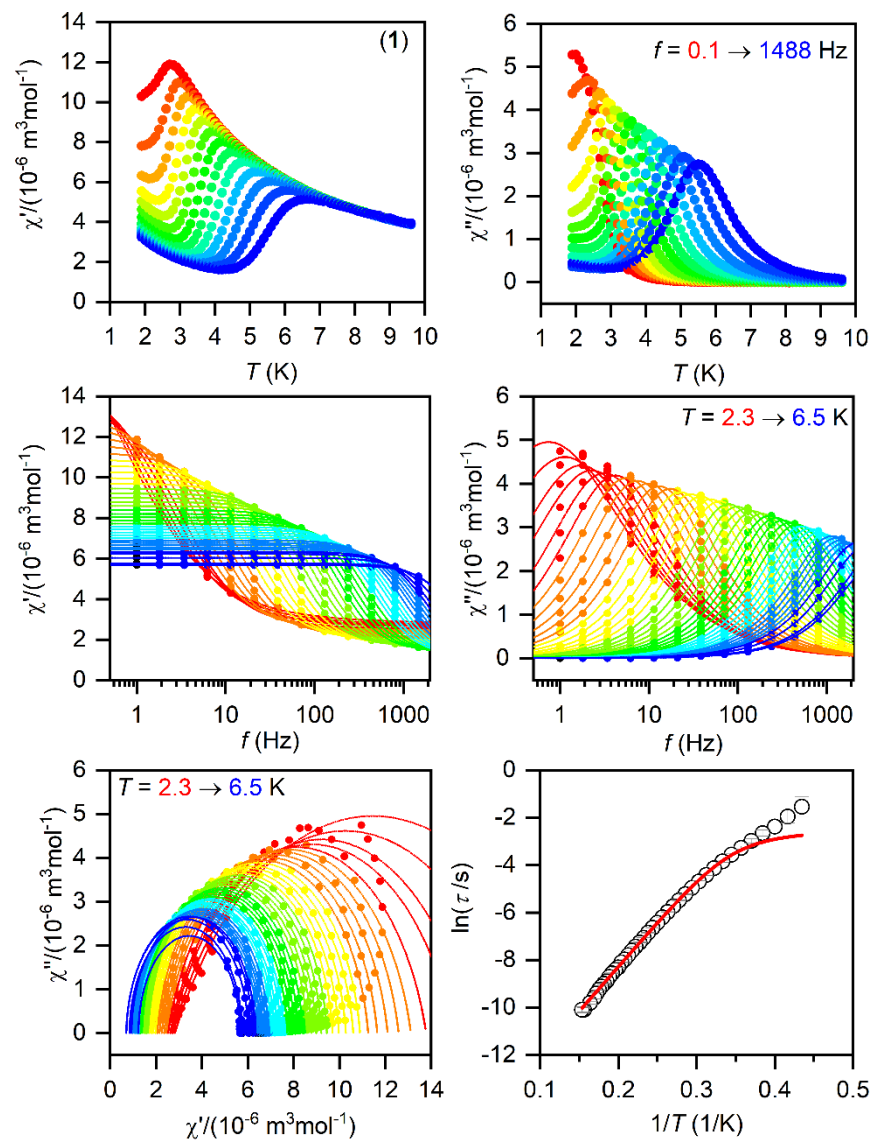 (1)
χ'/(10⁻⁶ m³mol⁻¹)
14
12
10
8
6
4
2
0
1 2 3 4 5 6 7 8 9 10
T (K)
f = 0.1 → 1488 Hz
χ''/(10⁻⁶ m³mol⁻¹)
6
5
4
3
2
1
0
1 2 3 4 5 6 7 8 9 10
T (K)
χ'/(10⁻⁶ m³mol⁻¹)
14
12
10
8
6
4
2
0
1 10 100 1000
f (Hz)
T = 2.3 → 6.5 K
χ''/(10⁻⁶ m³mol⁻¹)
6
5
4
3
2
1
0
1 10 100 1000
f (Hz)
T = 2.3 → 6.5 K
χ''/(10⁻⁶ m³mol⁻¹)
6
5
4
3
2
1
0
0 2 4 6 8 10 12 14
χ'/(10⁻⁶ m³mol⁻¹)
ln(τ/s)
0
-2
-4
-6
-8
-10
-12
0.1 0.2 0.3 0.4 0.5
1/T (1/K)